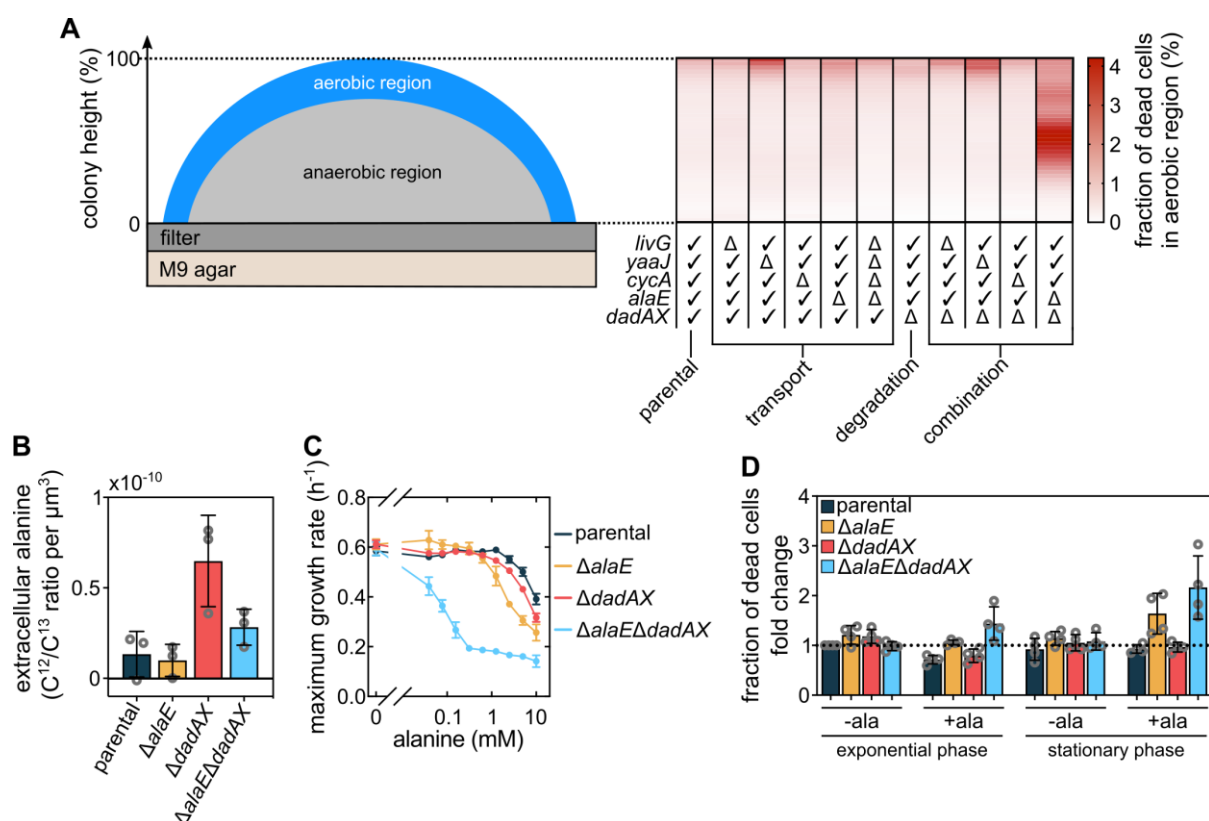 A
colony height (%)
100
0
aerobic region
anaerobic region
filter
M9 agar
livG ✓ Δ ✓ ✓ ✓ Δ ✓ Δ ✓ ✓ ✓
yaaJ ✓ ✓ Δ ✓ ✓ Δ ✓ ✓ Δ ✓ ✓
cycA ✓ ✓ ✓ Δ ✓ Δ ✓ ✓ ✓ Δ ✓
alaE ✓ ✓ ✓ ✓ Δ Δ ✓ ✓ ✓ ✓ Δ
dadAX ✓ ✓ ✓ ✓ ✓ ✓ Δ Δ Δ Δ Δ
parental
transport
degradation
combination
4
3
2
1
0
fraction of dead cells
in aerobic region (%)
B
x10⁻¹⁰
extracellular alanine
(C¹²/C¹³ ratio per μm³)
1
0.5
0
parental
ΔalaE
ΔdadAX
ΔalaEΔdadAX
C
maximum growth rate (h⁻¹)
0.8
0.6
0.4
0.2
0.0
0 0.1 1 10
alanine (mM)
parental
ΔalaE
ΔdadAX
ΔalaEΔdadAX
D
fraction of dead cells
fold change
4
3
2
1
0
parental
ΔalaE
ΔdadAX
ΔalaEΔdadAX
-ala +ala -ala +ala
exponential phase stationary phase